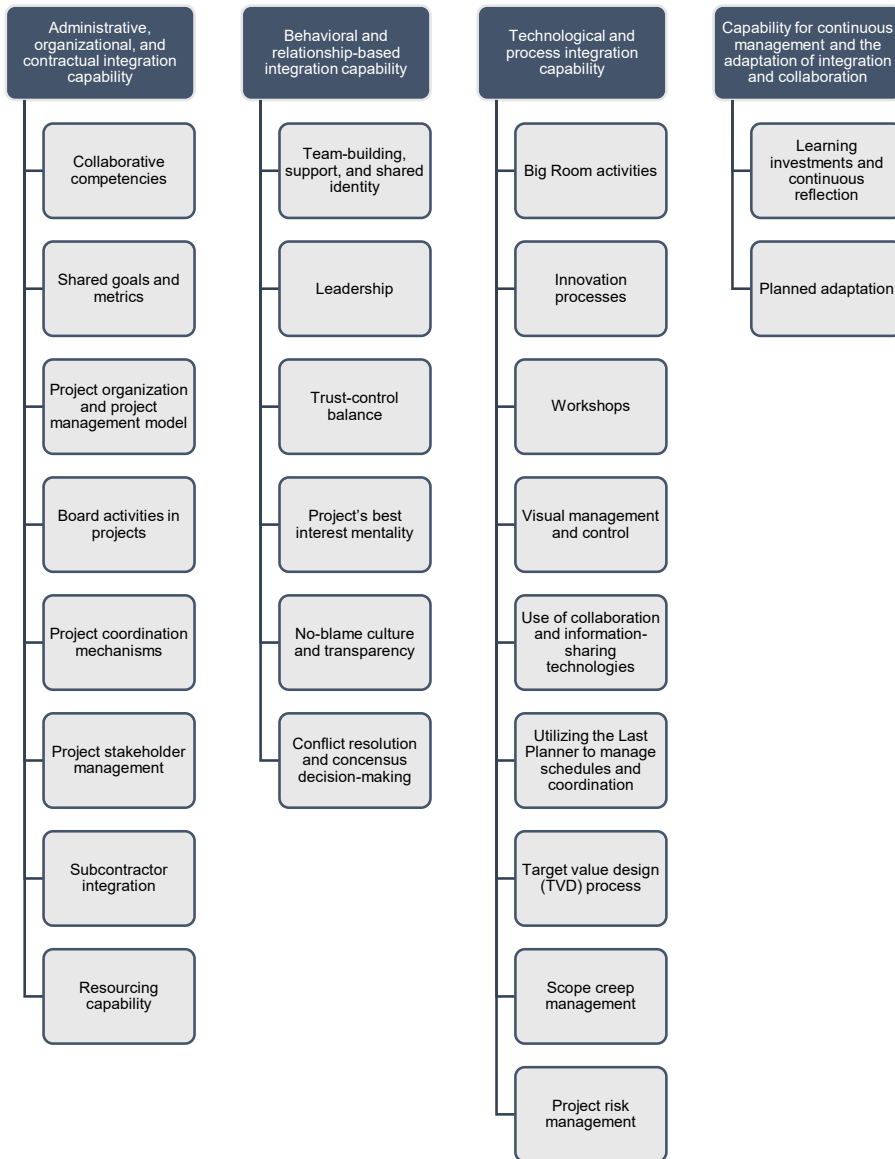 Administrative,
organizational, and
contractual integration
capability
Collaborative
competencies
Shared goals and
metrics
Project organization
and project
management model
Board activities in
projects
Project coordination
mechanisms
Project stakeholder
management
Subcontractor
integration
Resourcing
capability
Behavioral and
relationship-based
integration capability
Team-building,
support, and shared
identity
Leadership
Trust-control
balance
Project's best
interest mentality
No-blame culture
and transparency
Conflict resolution
and concensus
decision-making
Technological and
process integration
capability
Big Room activities
Innovation
processes
Workshops
Visual management
and control
Use of collaboration
and information-
sharing
technologies
Utilizing the Last
Planner to manage
schedules and
coordination
Target value design
(TVD) process
Scope creep
management
Project risk
management
Capability for continuous
management and the
adaptation of integration
and collaboration
Learning
investments and
continuous
reflection
Planned adaptation